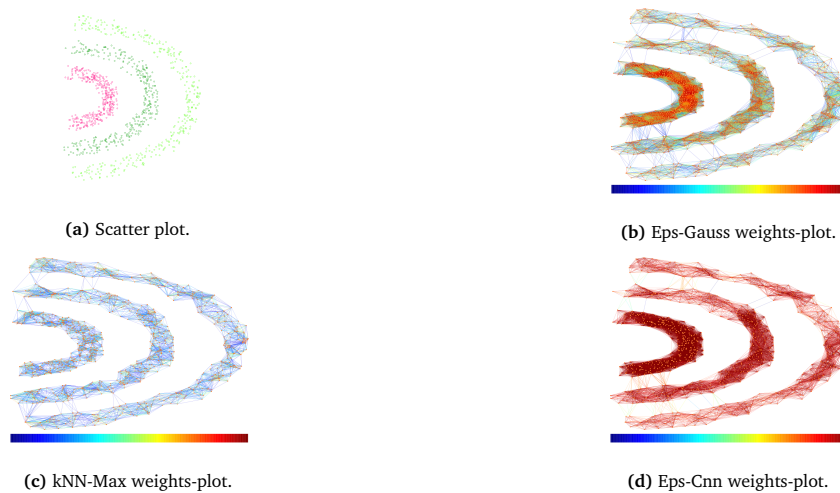 (a) Scatter plot.
(b) Eps-Gauss weights-plot.
(c) kNN-Max weights-plot.
(d) Eps-Cnn weights-plot.